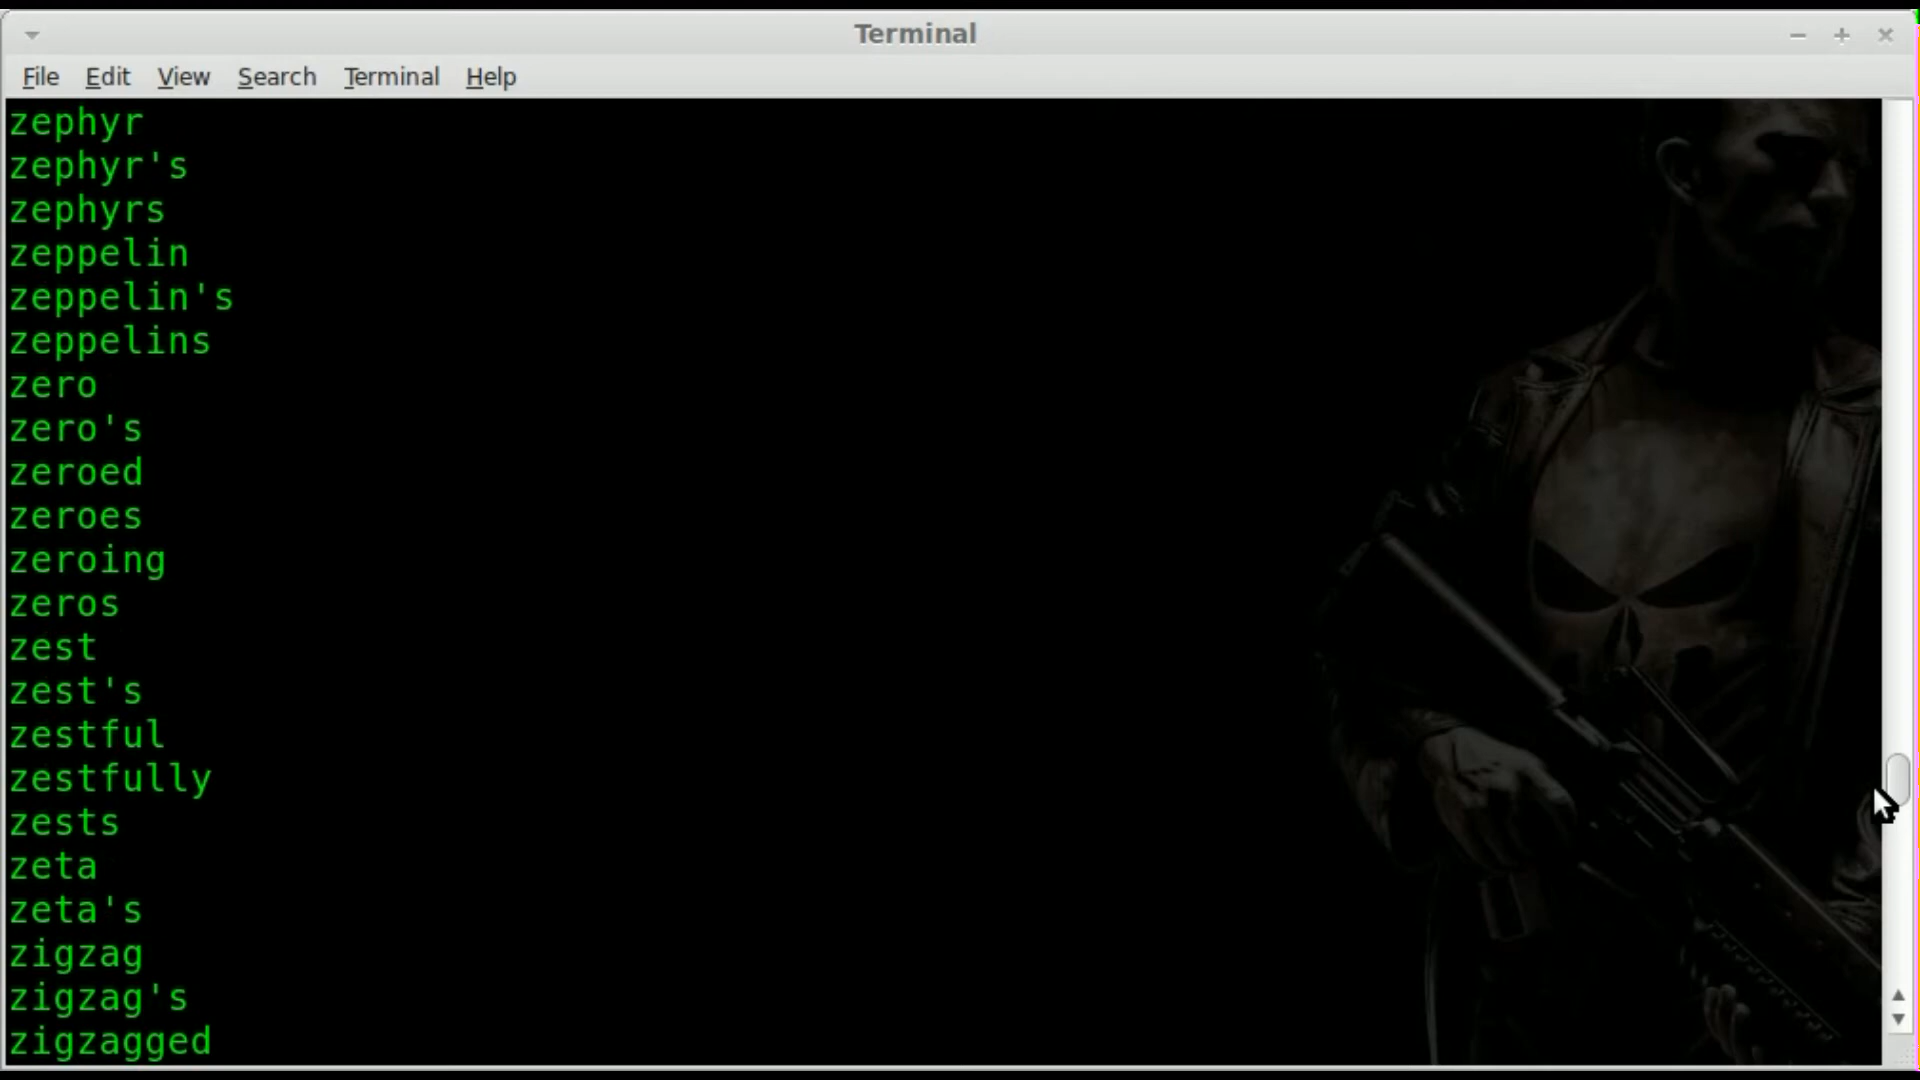 Terminal
File Edit View Search Terminal Help
zephyr
zephyr's
zephyrs
zeppelin
zeppelin's
zeppelins
zero
zero's
zeroed
zeroes
zeroing
zeros
zest
zest's
zestful
zestfully
zests
zeta
zeta's
zigzag
zigzag's
zigzagged